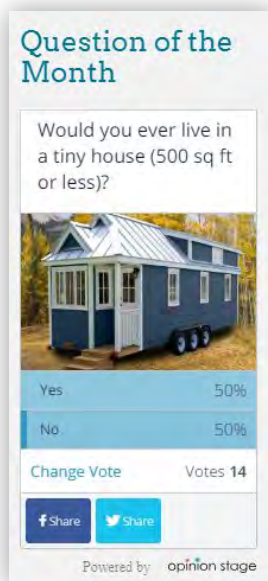 Question of the
Month
Would you ever live in
a tiny house (500 sq ft
or less)?
Yes 50%
No 50%
Change Vote Votes 14
f Share Share
Powered by opinion stage